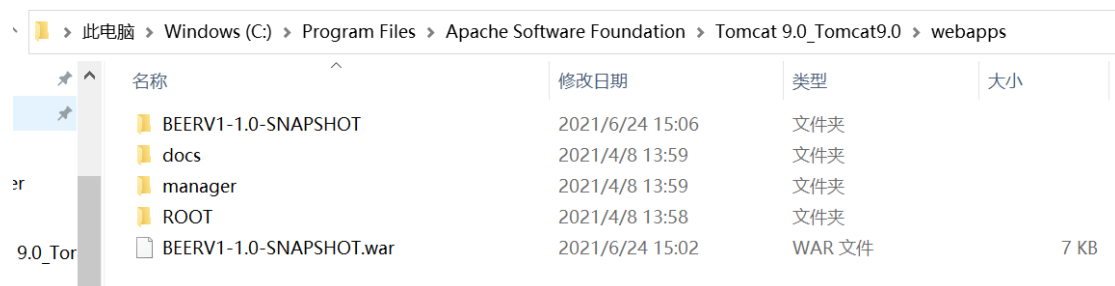 此电脑 > Windows (C:) > Program Files > Apache Software Foundation > Tomcat 9.0_Tomcat9.0 > webapps
名称 修改日期 类型 大小
BEERV1-1.0-SNAPSHOT 2021/6/24 15:06 文件夹
docs 2021/4/8 13:59 文件夹
er manager 2021/4/8 13:59 文件夹
ROOT 2021/4/8 13:58 文件夹
9.0_Tor BEERV1-1.0-SNAPSHOT.war 2021/6/24 15:02 WAR 文件 7 KB